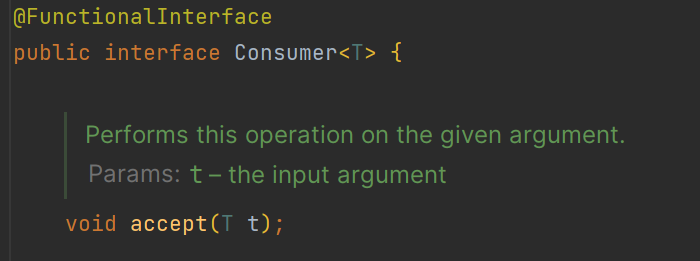 @FunctionalInterface
public interface Consumer<T> {
Performs this operation on the given argument.
Params: t – the input argument
void accept(T t);